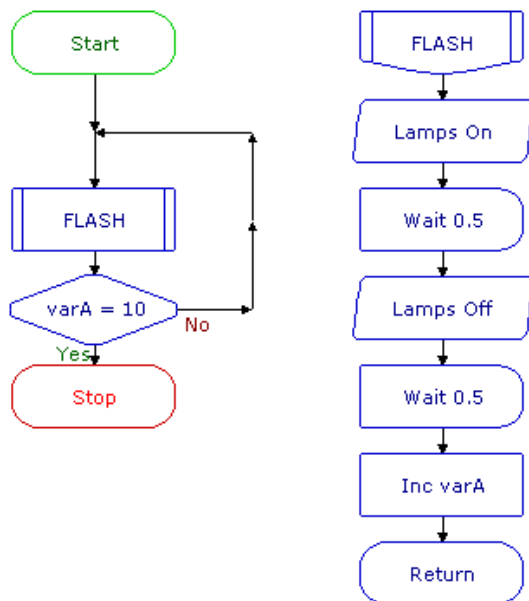 Start
FLASH
varA = 10
No
Yes
Stop
FLASH
Lamps On
Wait 0.5
Lamps Off
Wait 0.5
Inc varA
Return